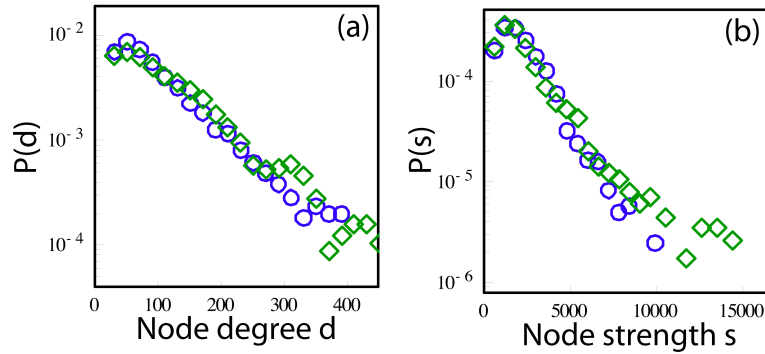 (a)
P(d)
10⁻²
10⁻³
10⁻⁴
0 100 200 300 400
Node degree d
(b)
P(s)
10⁻⁴
10⁻⁵
10⁻⁶
0 5000 10000 15000
Node strength s